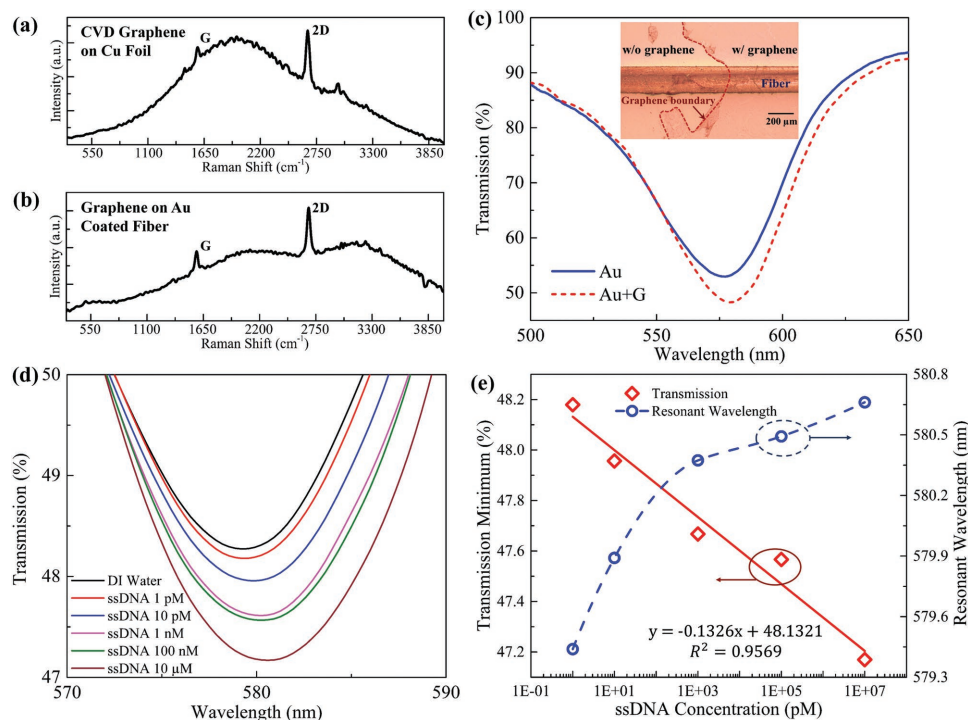 (a)
CVD Graphene
on Cu Foil
G
2D
Intensity (a.u.)
550 1100 1650 2200 2750 3300 3850
Raman Shift (cm-1)
(b)
Graphene on Au
Coated Fiber
G
2D
Intensity (a.u.)
550 1100 1650 2200 2750 3300 3850
Raman Shift (cm-1)
(c)
w/o graphene w/ graphene
Fiber
Graphene boundary
200 µm
100
90
80
70
60
50
Transmission (%)
Au
Au+G
500 550 600 650
Wavelength (nm)
(d)
50
49
48
47
Transmission (%)
DI Water
ssDNA 1 pM
ssDNA 10 pM
ssDNA 1 nM
ssDNA 100 nM
ssDNA 10 µM
570 580 590
Wavelength (nm)
(e)
Transmission
Resonant Wavelength
48.2
48.0
47.8
47.6
47.4
47.2
Transmission Minimum (%)
580.8
580.5
580.2
579.9
579.6
579.3
Resonant Wavelength (nm)
y = -0.1326x + 48.1321
R² = 0.9569
1E-01 1E+01 1E+03 1E+05 1E+07
ssDNA Concentration (pM)